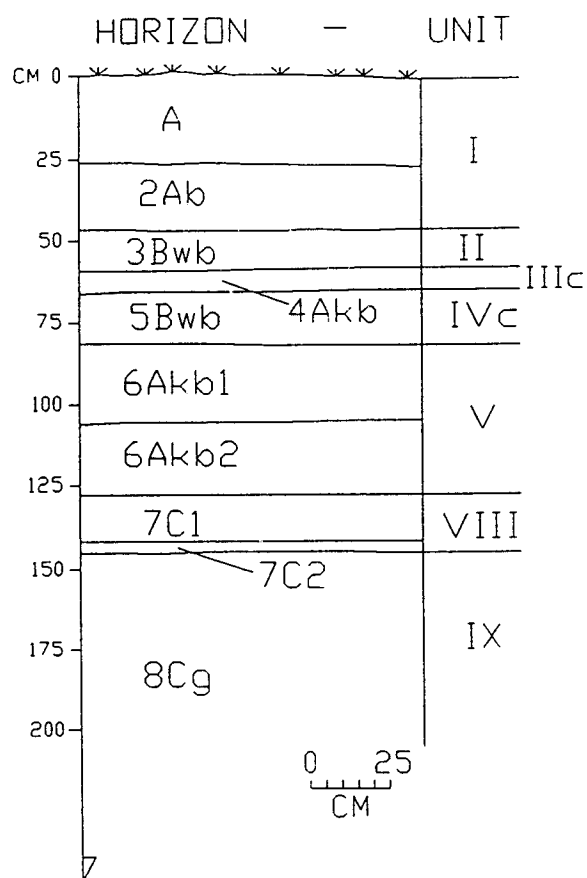 HORIZON – UNIT
CM 0
A
I
25
2Ab
50
3Bwb
II
IIIc
4Akb
75
5Bwb
IVc
6Akb1
100
V
6Akb2
125
7C1
VIII
150
7C2
IX
175
8Cg
200
0 25
CM